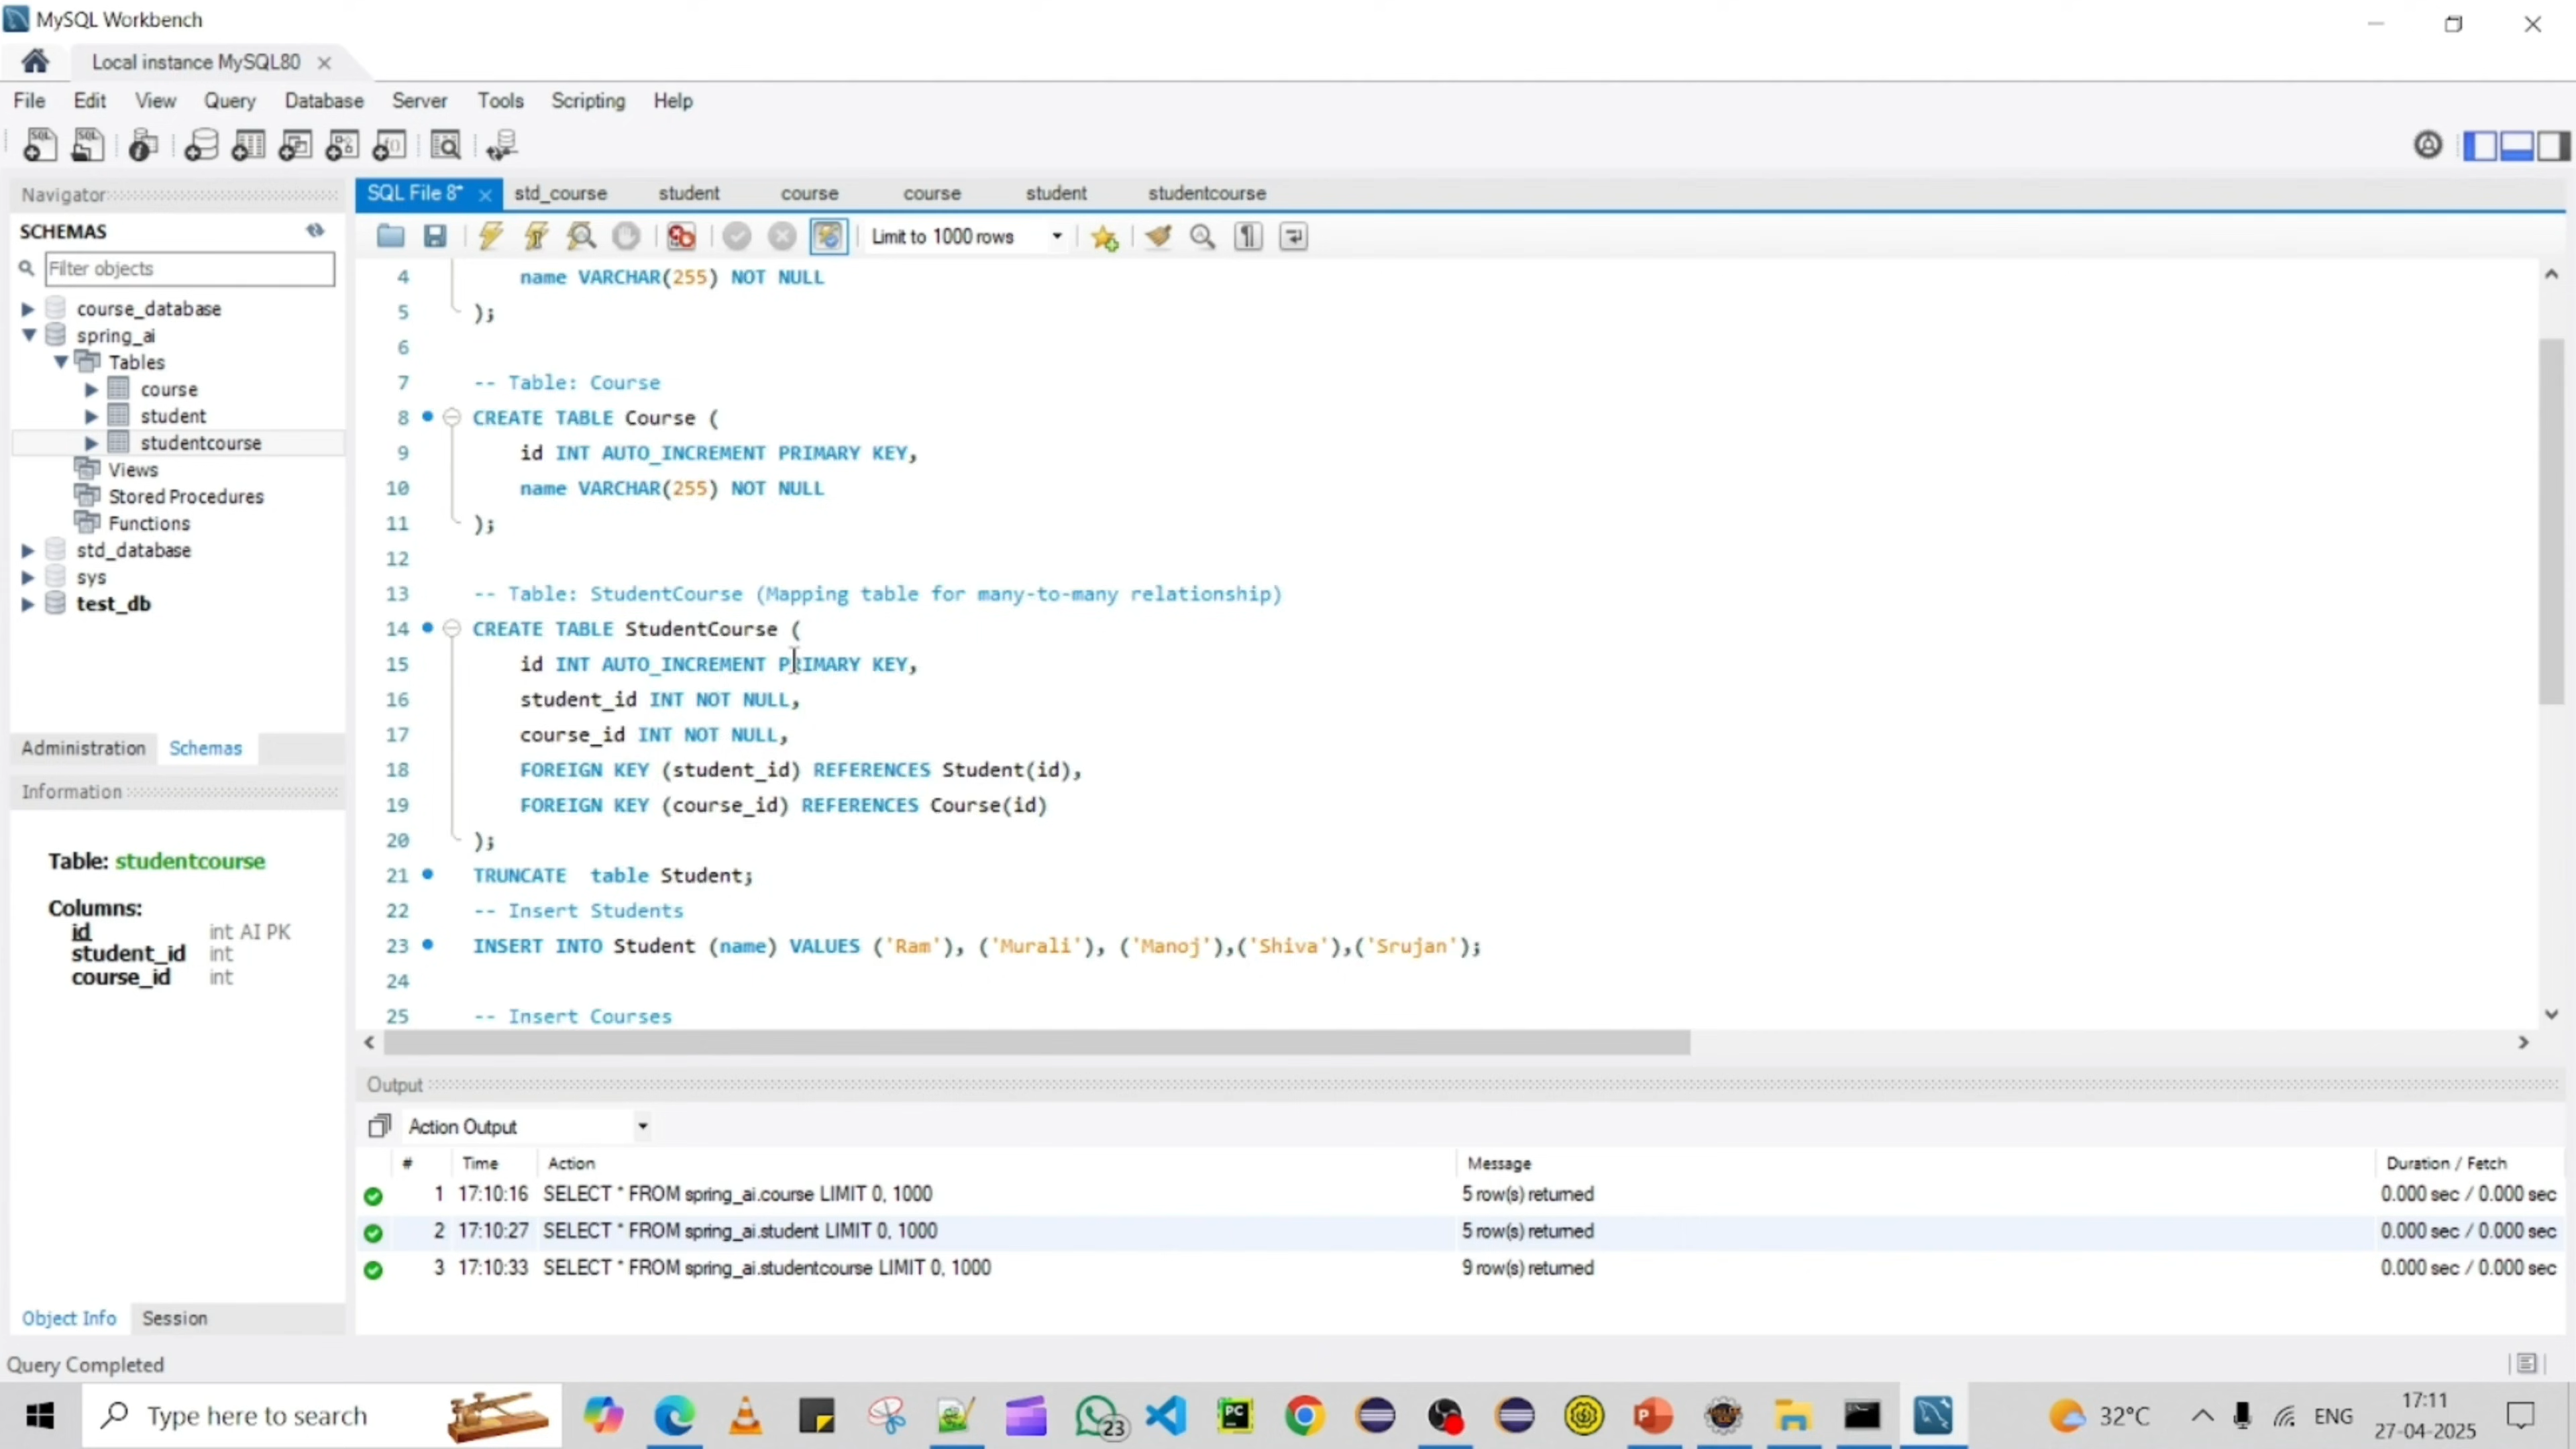 MySQL Workbench
Local instance MySQL80
File Edit View Query Database Server Tools Scripting Help
Navigator
SCHEMAS
Filter objects
course_database
spring_ai
Tables
course
student
studentcourse
Views
Stored Procedures
Functions
std_database
sys
test_db
Administration Schemas
Information
Table: studentcourse
Columns:
id int AI PK
student_id int
course_id int
Object Info Session
SQL File 8* std_course student course course student studentcourse
Limit to 1000 rows
4 name VARCHAR(255) NOT NULL
5 );
6
7 -- Table: Course
8 CREATE TABLE Course (
9 id INT AUTO_INCREMENT PRIMARY KEY,
10 name VARCHAR(255) NOT NULL
11 );
12
13 -- Table: StudentCourse (Mapping table for many-to-many relationship)
14 CREATE TABLE StudentCourse (
15 id INT AUTO_INCREMENT PRIMARY KEY,
16 student_id INT NOT NULL,
17 course_id INT NOT NULL,
18 FOREIGN KEY (student_id) REFERENCES Student(id),
19 FOREIGN KEY (course_id) REFERENCES Course(id)
20 );
21 TRUNCATE table Student;
22 -- Insert Students
23 INSERT INTO Student (name) VALUES ('Ram'), ('Murali'), ('Manoj'),('Shiva'),('Srujan');
24
25 -- Insert Courses
Output
Action Output
# Time Action Message Duration / Fetch
1 17:10:16 SELECT * FROM spring_ai.course LIMIT 0, 1000 5 row(s) returned 0.000 sec / 0.000 sec
2 17:10:27 SELECT * FROM spring_ai.student LIMIT 0, 1000 5 row(s) returned 0.000 sec / 0.000 sec
3 17:10:33 SELECT * FROM spring_ai.studentcourse LIMIT 0, 1000 9 row(s) returned 0.000 sec / 0.000 sec
Query Completed
Type here to search
23
32°C
ENG
17:11
27-04-2025